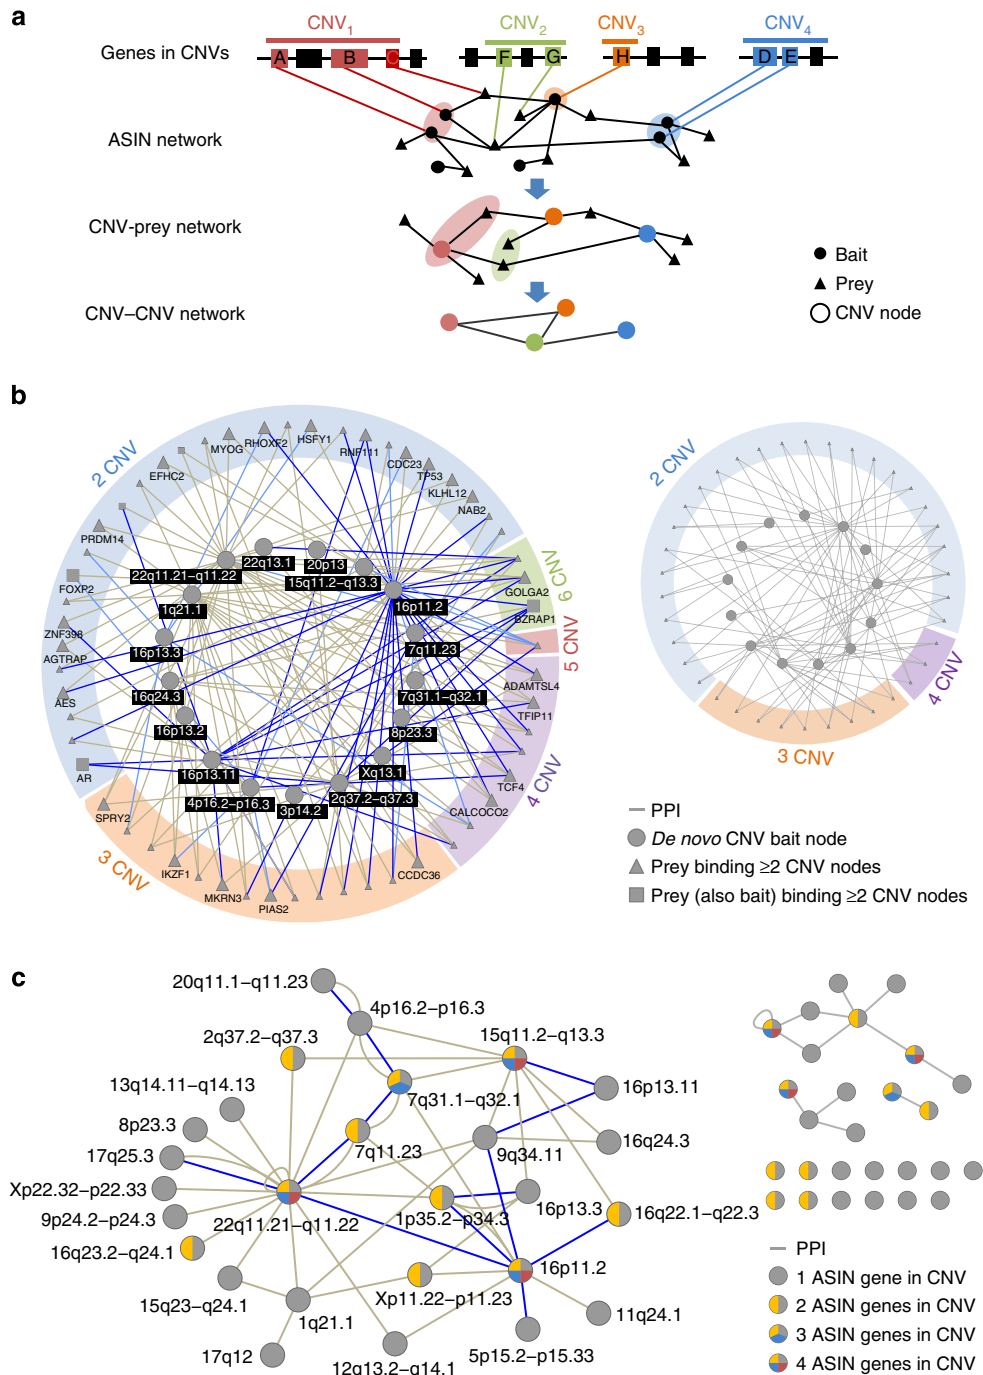 a
CNV1 CNV2 CNV3 CNV4
Genes in CNVs
A B C F G H D E
ASIN network
CNV-prey network
CNV–CNV network
Bait
Prey
CNV node
b
2 CNV
MYOG
RHOXF2
HSFY1
RNF111
CDC23
TP53
KLHL12
NAB2
EFHC2
PRDM14
FOXP2
ZNF398
AGTRAP
AES
AR
6 CNV
GOLGA2
BZRAP1
5 CNV
ADAMTSL4
TFIP11
TCF4
CALCOCO2
4 CNV
CCDC36
PIAS2
MKRN3
IKZF1
SPRY2
3 CNV
22q13.1
20p13
22q11.21–q11.22
15q11.2–q13.3
1q21.1
16p11.2
16p13.3
7q11.23
16q24.3
7q31.1–q32.1
16p13.2
8p23.3
16p13.11
Xq13.1
4p16.2–p16.3
3p14.2
2q37.2–q37.3
2 CNV
4 CNV
3 CNV
PPI
De novo CNV bait node
Prey binding ≥2 CNV nodes
Prey (also bait) binding ≥2 CNV nodes
c
20q11.1–q11.23
4p16.2–p16.3
2q37.2–q37.3
15q11.2–q13.3
13q14.11–q14.13
7q31.1–q32.1
16p13.11
8p23.3
7q11.23
9q34.11
16q24.3
17q25.3
Xp22.32–p22.33
9p24.2–p24.3
22q11.21–q11.22
1p35.2–p34.3
16p13.3
16q22.1–q22.3
16q23.2–q24.1
16p11.2
15q23–q24.1
Xp11.22–p11.23
1q21.1
11q24.1
17q12
12q13.2–q14.1
5p15.2–p15.33
PPI
1 ASIN gene in CNV
2 ASIN genes in CNV
3 ASIN genes in CNV
4 ASIN genes in CNV